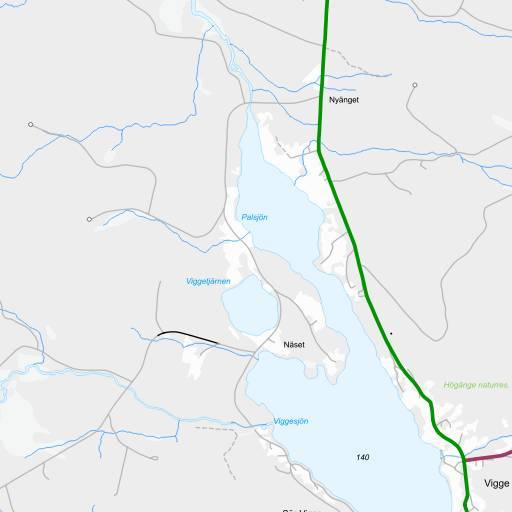 Nyänget
Palsjön
Viggetjärnen
Näset
Högänge naturres.
Viggesjön
140
Vigge